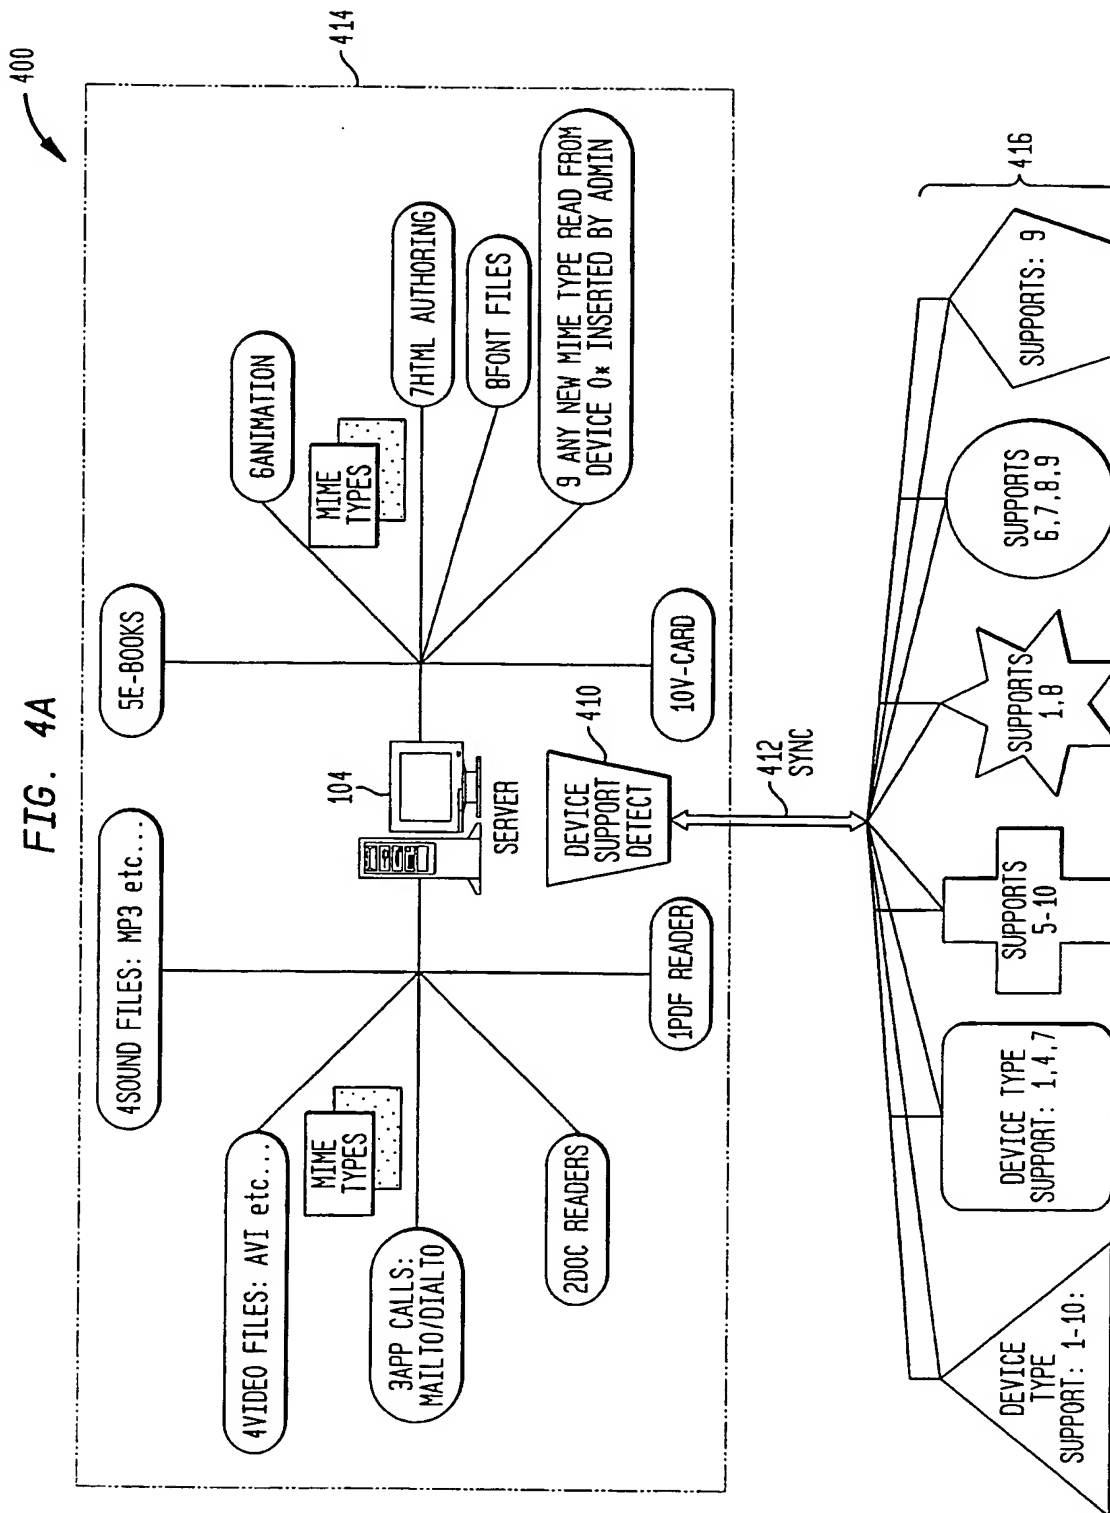 FIG. 4A
400
414
4SOUND FILES: MP3 etc...
5E-BOOKS
4VIDEO FILES: AVI etc...
6ANIMATION
MIME
TYPES
MIME
TYPES
104
SERVER
3APP CALLS:
MAILTO/DIALTO
7HTML AUTHORING
8FONT FILES
2DOC READERS
9 ANY NEW MIME TYPE READ FROM
DEVICE O* INSERTED BY ADMIN
1PDF READER
DEVICE
SUPPORT
DETECT
410
10V-CARD
412
SYNC
416
DEVICE
TYPE
SUPPORT: 1-10:
DEVICE TYPE
SUPPORT: 1,4,7
SUPPORTS
5-10
SUPPORTS
1,8
SUPPORTS
6,7,8,9
SUPPORTS: 9